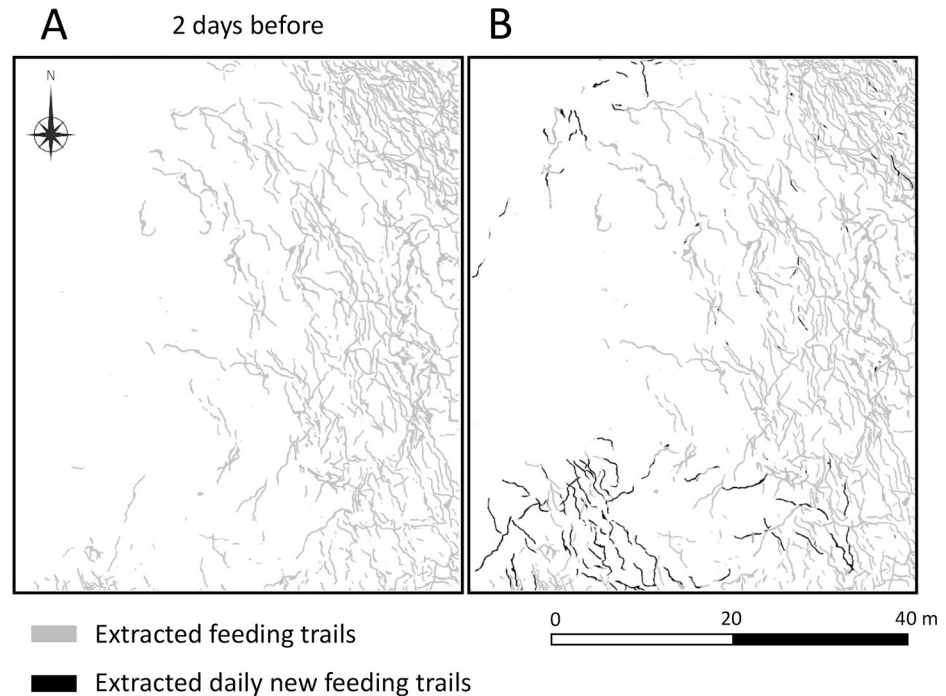 A 2 days before B
N
Extracted feeding trails
Extracted daily new feeding trails
0 20 40 m